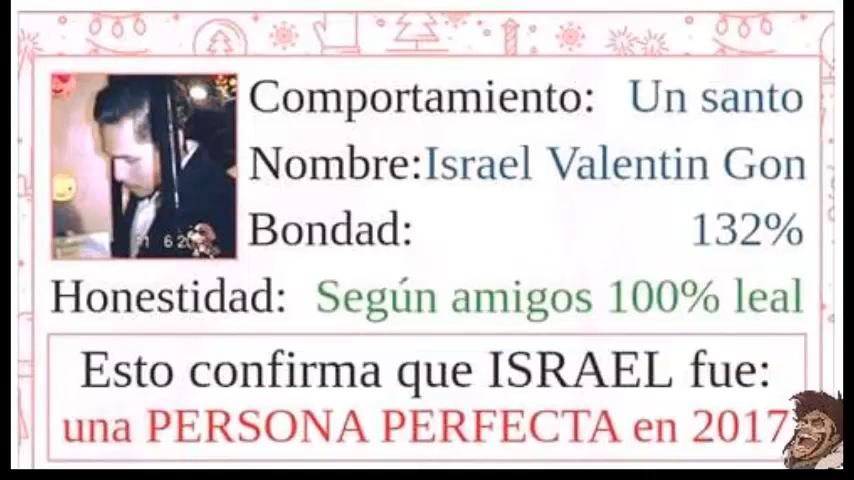 Comportamiento: Un santo
Nombre:Israel Valentin Gon
Bondad: 132%
Honestidad: Según amigos 100% leal
Esto confirma que ISRAEL fue:
una PERSONA PERFECTA en 2017